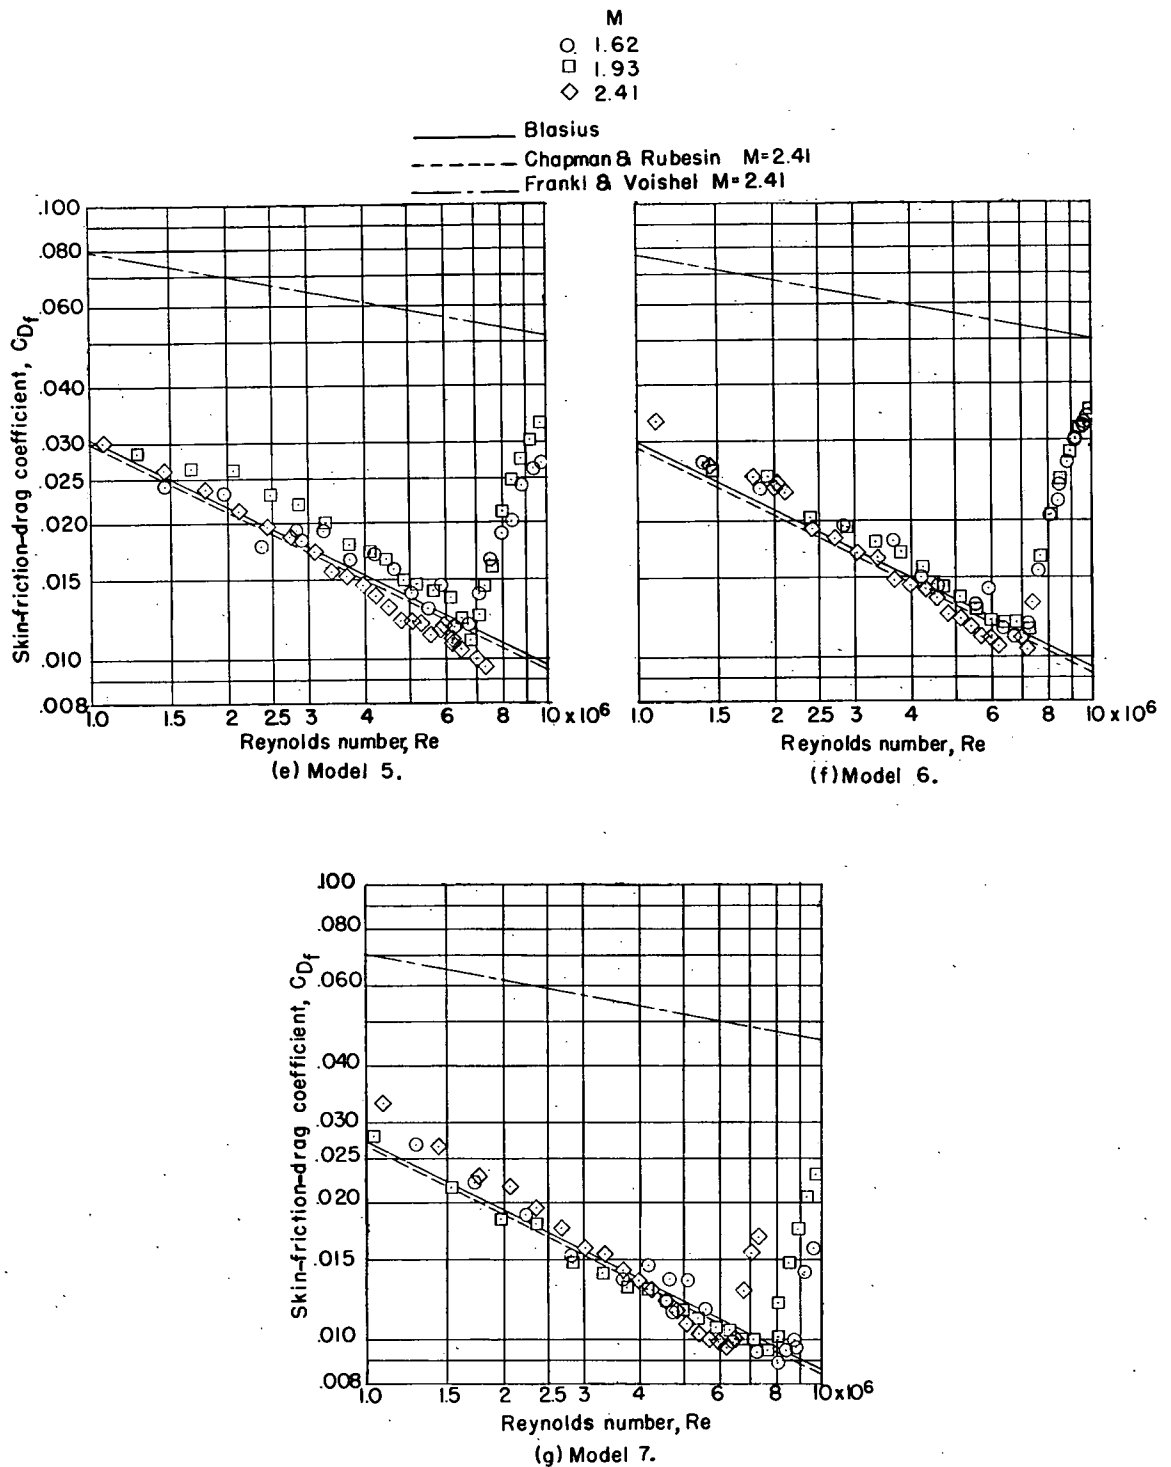 M
1.62
1.93
2.41
Blasius
Chapman & Rubesin M=2.41
Frankl & Voishel M=2.41
Skin-friction-drag coefficient, CDf
.100
.080
.060
.040
.030
.025
.020
.015
.010
.008
1.0 1.5 2 2.5 3 4 6 8 10 x 10^6
Reynolds number, Re
(e) Model 5.
1.0 1.5 2 2.5 3 4 6 8 10 x 10^6
Reynolds number, Re
(f) Model 6.
Skin-friction-drag coefficient, CDf
.100
.080
.060
.040
.030
.025
.020
.015
.010
.008
1.0 1.5 2 2.5 3 4 6 8 10 x 10^6
Reynolds number, Re
(g) Model 7.